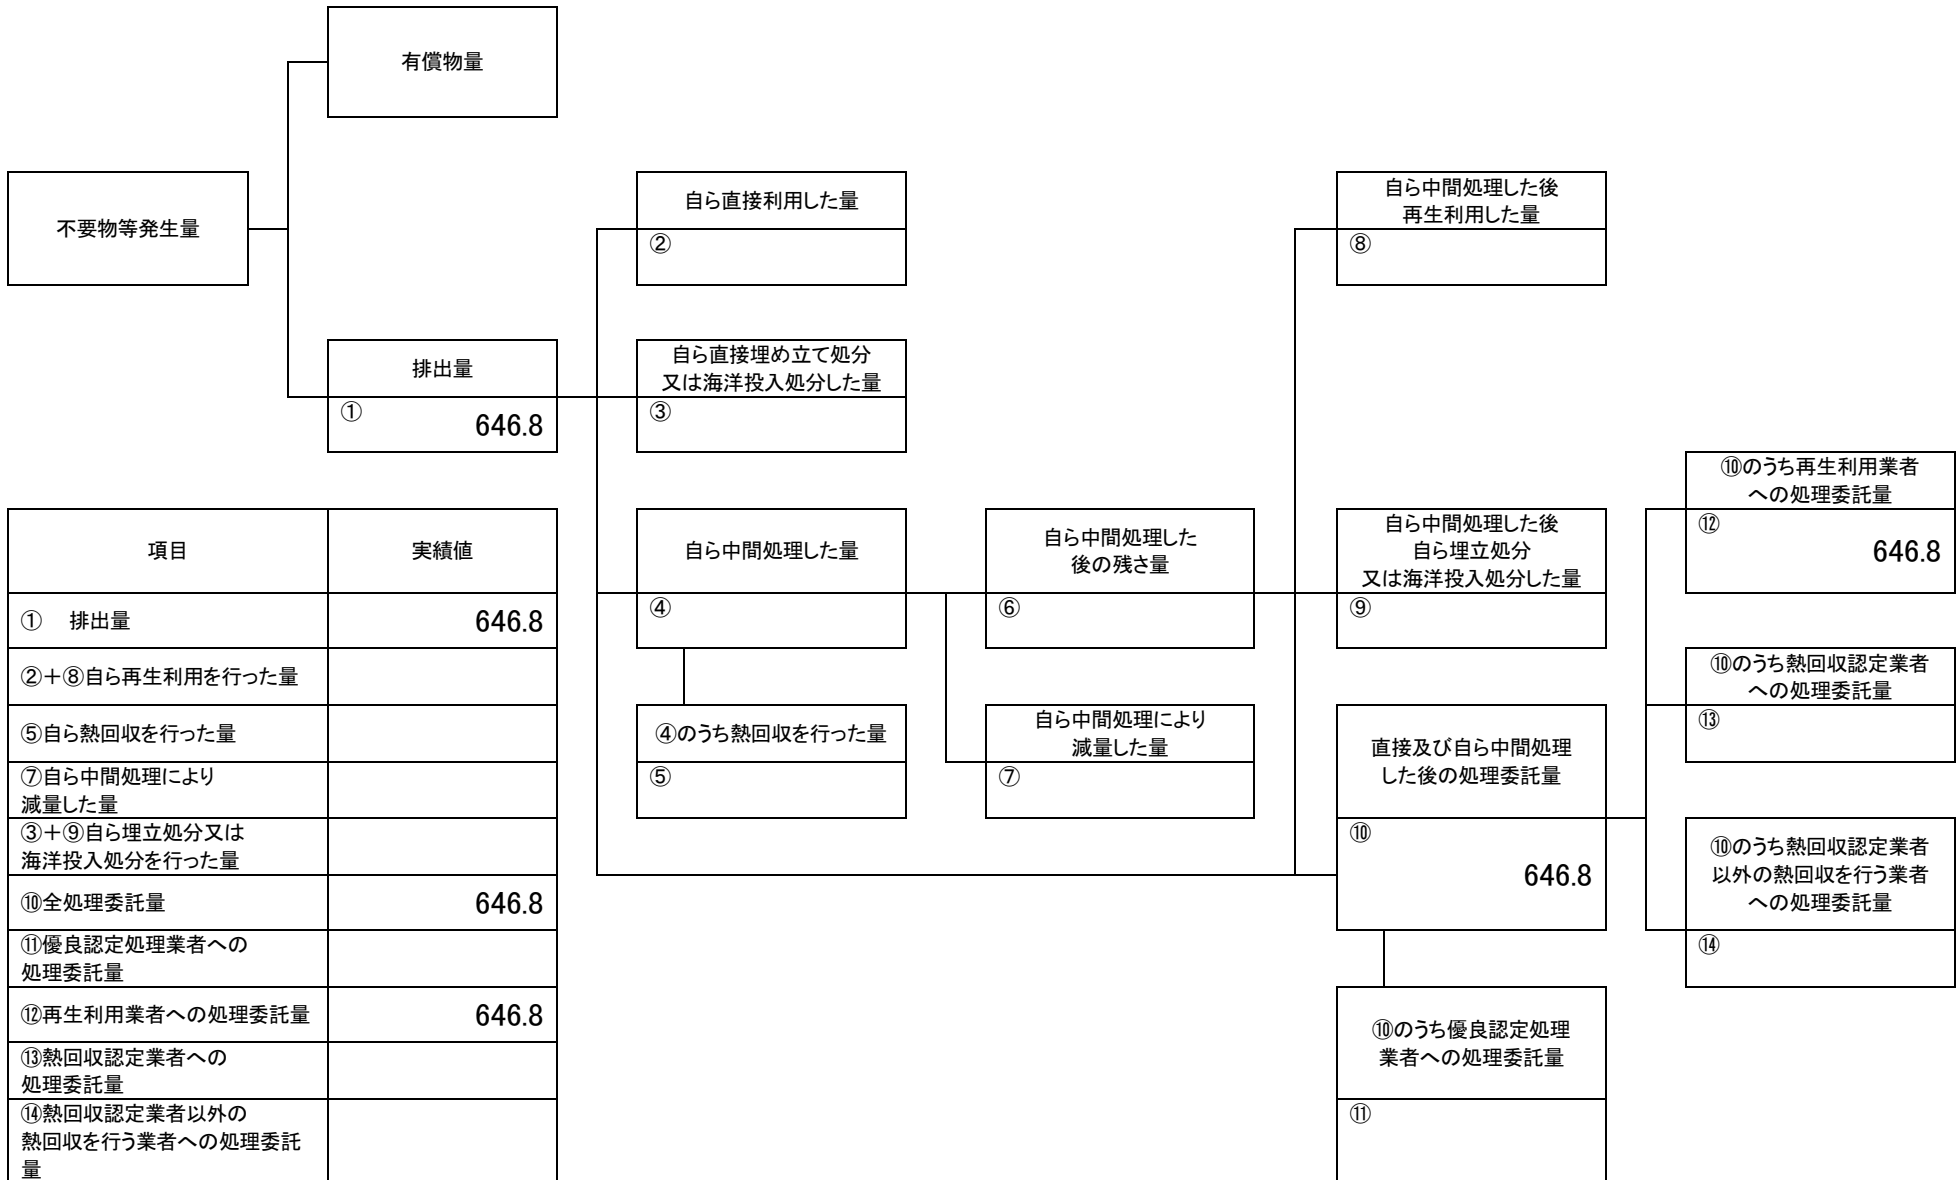 有償物量
不要物等発生量
自ら直接利用した量
②
自ら中間処理した後
再生利用した量
⑧
排出量
①
646.8
自ら直接埋め立て処分
又は海洋投入処分した量
③
自ら中間処理した量
④
自ら中間処理した
後の残さ量
⑥
自ら中間処理した後
自ら埋立処分
又は海洋投入処分した量
⑨
⑩のうち再生利用業者
への処理委託量
⑫
646.8
④のうち熱回収を行った量
⑤
自ら中間処理により
減量した量
⑦
直接及び自ら中間処理
した後の処理委託量
⑩
646.8
⑩のうち熱回収認定業者
への処理委託量
⑬
⑩のうち熱回収認定業者
以外の熱回収を行う業者
への処理委託量
⑭
⑩のうち優良認定処理
業者への処理委託量
⑪
項目 実績値
① 排出量 646.8
②+⑧自ら再生利用を行った量
⑤自ら熱回収を行った量
⑦自ら中間処理により
減量した量
③+⑨自ら埋立処分又は
海洋投入処分を行った量
⑩全処理委託量 646.8
⑪優良認定処理業者への
処理委託量
⑫再生利用業者への処理委託量 646.8
⑬熱回収認定業者への
処理委託量
⑭熱回収認定業者以外の
熱回収を行う業者への処理委託
量